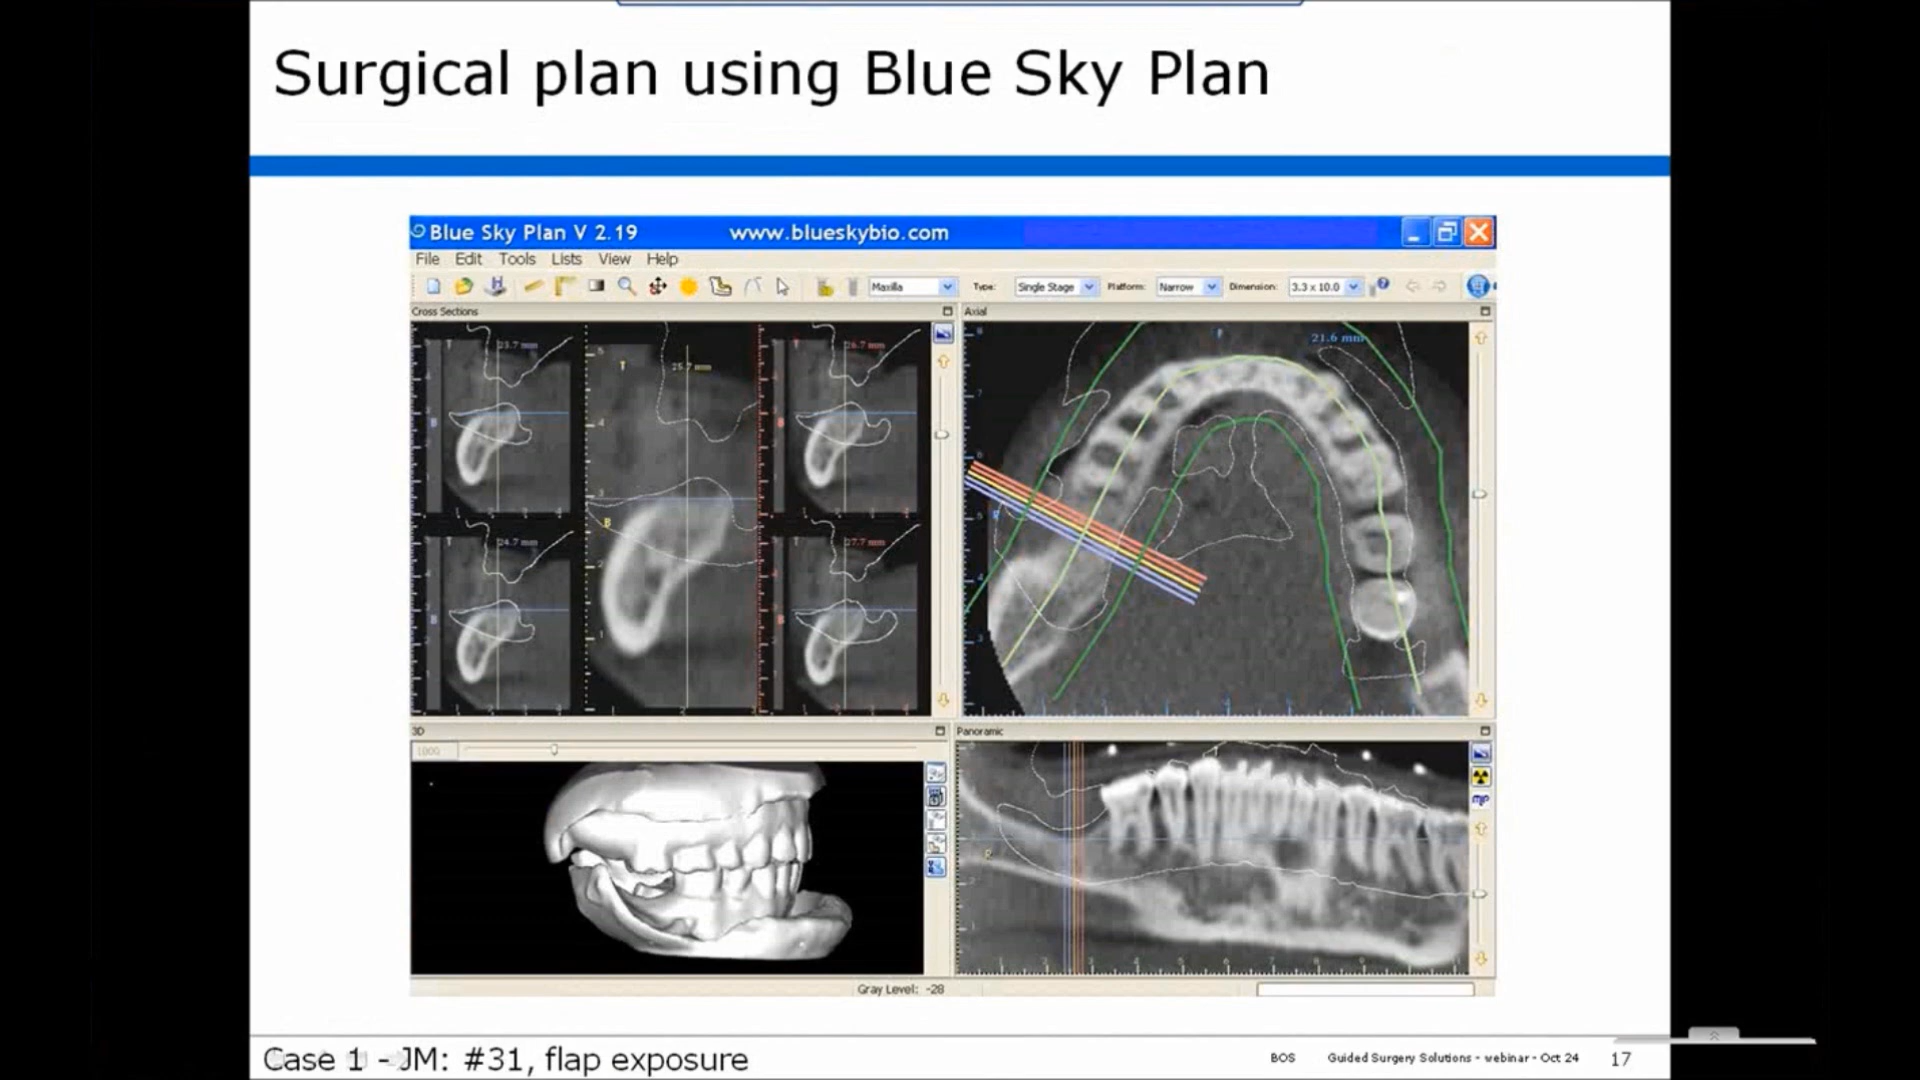 Surgical plan using Blue Sky Plan
Blue Sky Plan V 2.19 www.blueskybio.com
File Edit Tools Lists View Help
Maxilla Type: Single Stage Platform: Narrow Dimension: 3.3 x 10.0
Cross Sections
Axial
23.7 mm
25.7 mm
26.7 mm
21.6 mm
24.7 mm
27.7 mm
3D
Panoramic
1000
Gray Level: -28
Case 1 - JM: #31, flap exposure
BOS Guided Surgery Solutions - webinar - Oct 24 17